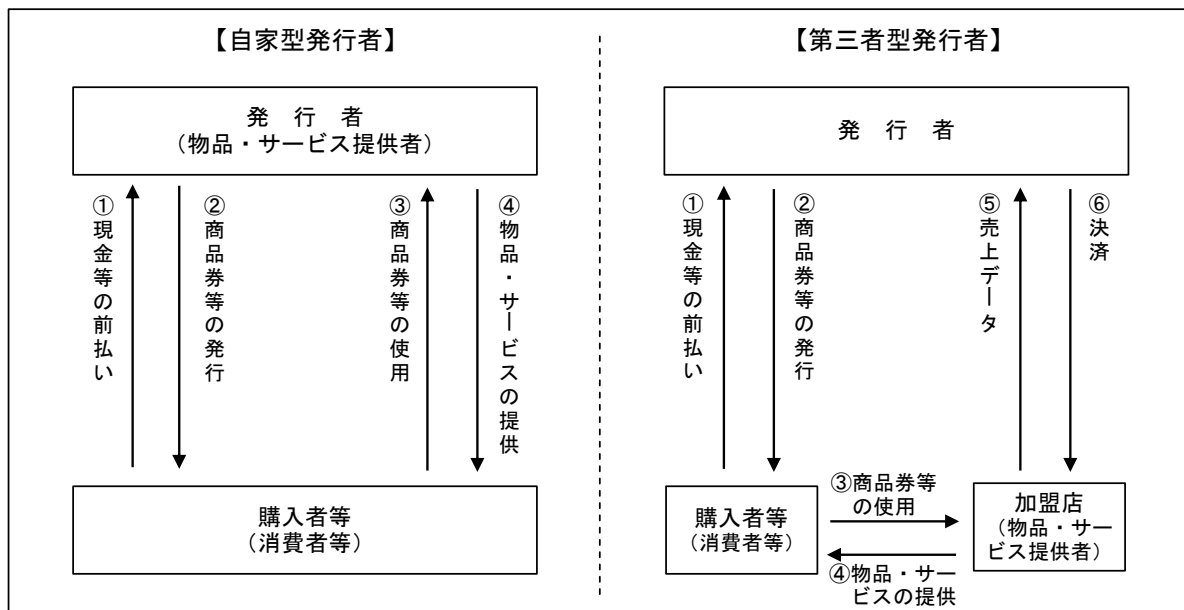 【自家型発行者】
発　行　者
（物品・サービス提供者）
①現金等の前払い
②商品券等の発行
③商品券等の使用
④物品・サービスの提供
購入者等
（消費者等）
【第三者型発行者】
発　行　者
①現金等の前払い
②商品券等の発行
⑤売上データ
⑥決済
③商品券等
の使用
購入者等
（消費者等）
加盟店
（物品・サー
ビス提供者）
④物品・サー
ビスの提供